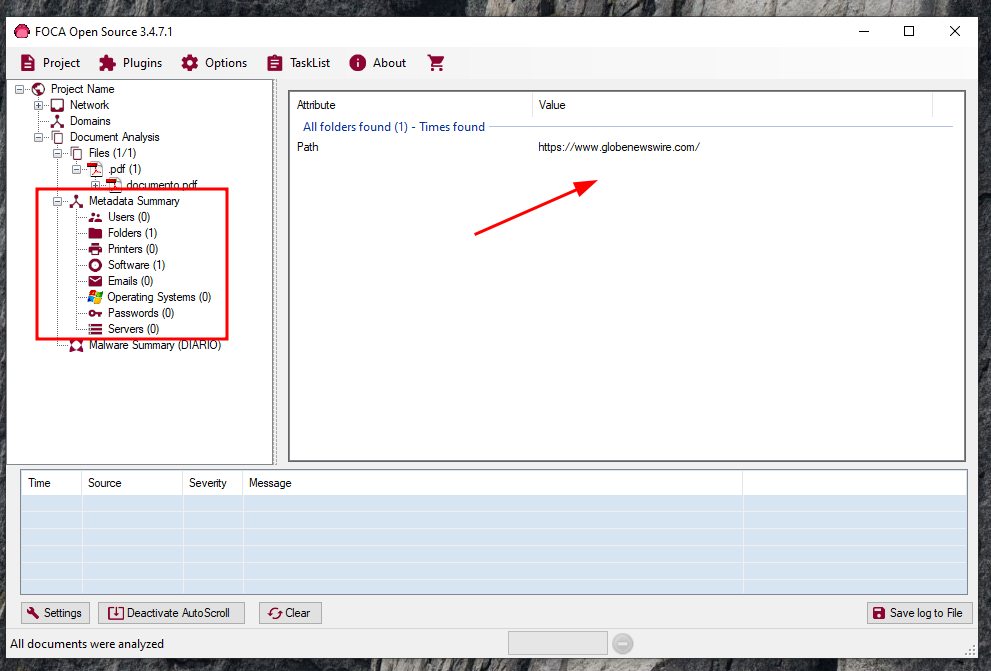 FOCA Open Source 3.4.7.1
Project Plugins Options TaskList About
Project Name
Network
Domains
Document Analysis
Files (1/1)
.pdf (1)
documento.pdf
Metadata Summary
Users (0)
Folders (1)
Printers (0)
Software (1)
Emails (0)
Operating Systems (0)
Passwords (0)
Servers (0)
Malware Summary (DIARIO)
Attribute Value
All folders found (1) - Times found
Path https://www.globenewswire.com/
Time Source Severity Message
Settings Deactivate AutoScroll Clear Save log to File
All documents were analyzed